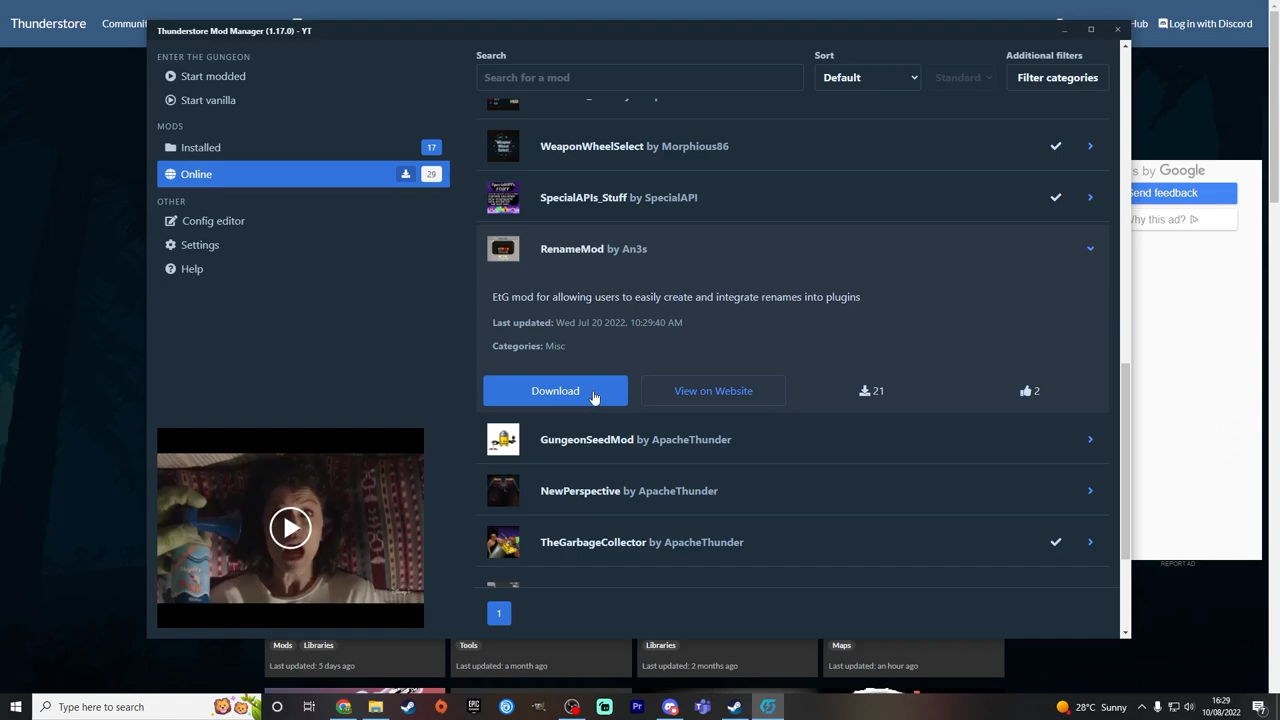 Thunderstore
Log in with Discord
Thunderstore Mod Manager (1.17.0) - YT
ENTER THE GUNGEON
Start modded
Start vanilla
MODS
Installed 17
Online 29
OTHER
Config editor
Settings
Help
Search
Search for a mod
Sort
Default
Standard
Additional filters
Filter categories
WeaponWheelSelect by Morphious86
SpecialAPIs_Stuff by SpecialAPI
RenameMod by An3s
EtG mod for allowing users to easily create and integrate renames into plugins
Last updated: Wed Jul 20 2022, 10:29:40 AM
Categories: Misc
Download
View on Website
21
2
GungeonSeedMod by ApacheThunder
NewPerspective by ApacheThunder
TheGarbageCollector by ApacheThunder
1
s by Google
Send feedback
Why this ad?
REPORT AD
Mods Libraries
Last updated: 5 days ago
Tools
Last updated: a month ago
Libraries
Last updated: 2 months ago
Maps
Last updated: an hour ago
Type here to search
28°C Sunny
16:29
10/08/2022